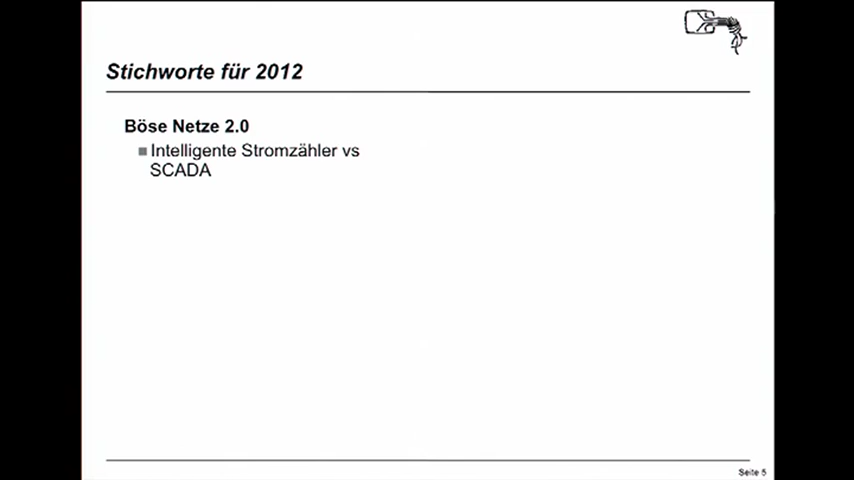 Stichworte für 2012
Böse Netze 2.0
Intelligente Stromzähler vs
SCADA
Seite 5